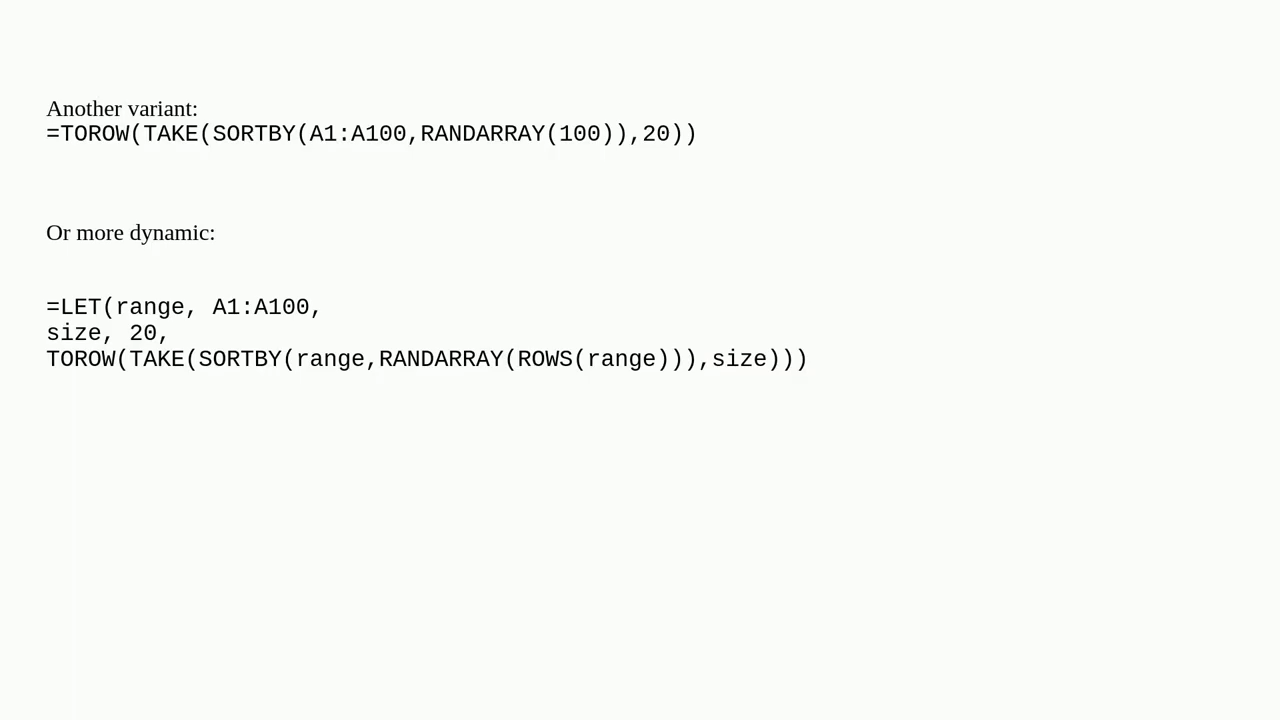 Another variant:
=TOROW(TAKE(SORTBY(A1:A100,RANDARRAY(100)),20))
Or more dynamic:
=LET(range, A1:A100,
size, 20,
TOROW(TAKE(SORTBY(range,RANDARRAY(ROWS(range))),size)))